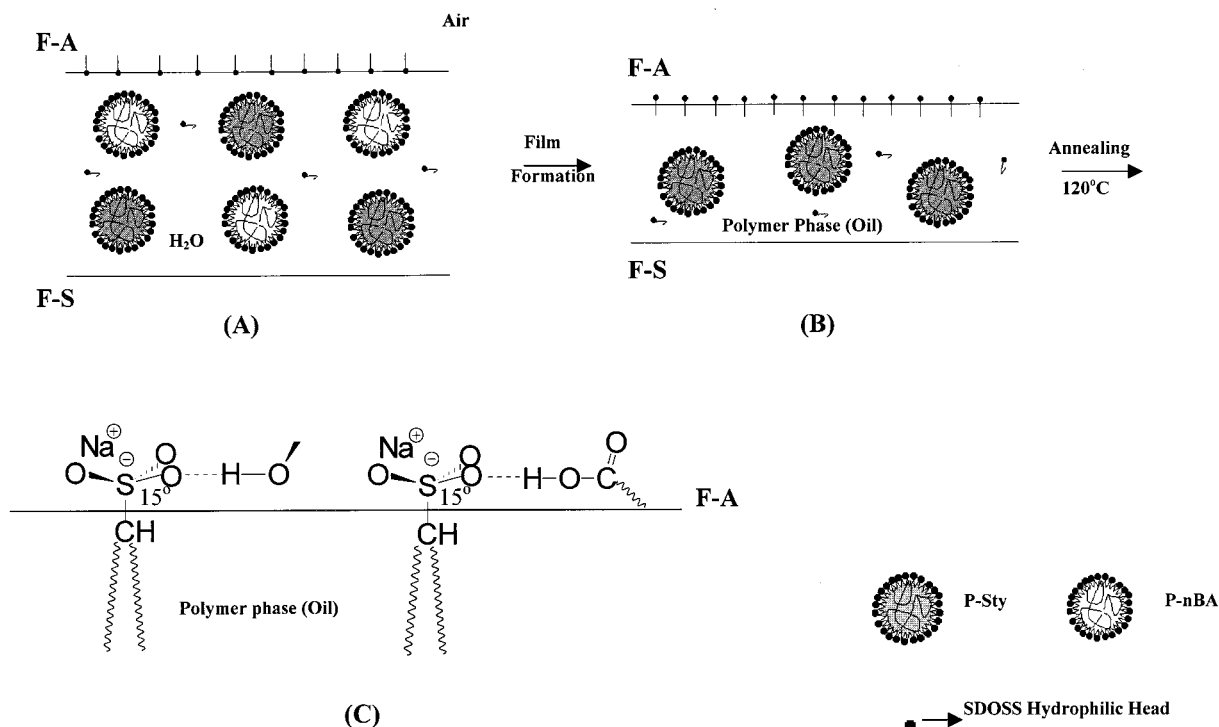 Air
F-A
H₂O
F-S
(A)
Film
Formation
F-A
Polymer Phase (Oil)
F-S
(B)
Annealing
120°C
Na⊕ ⊖ O O O S 15° H—O
Na⊕ ⊖ O O O S 15° H—O—C O
F-A
CH
CH
Polymer phase (Oil)
(C)
P-Sty
P-nBA
SDOSS Hydrophilic Head